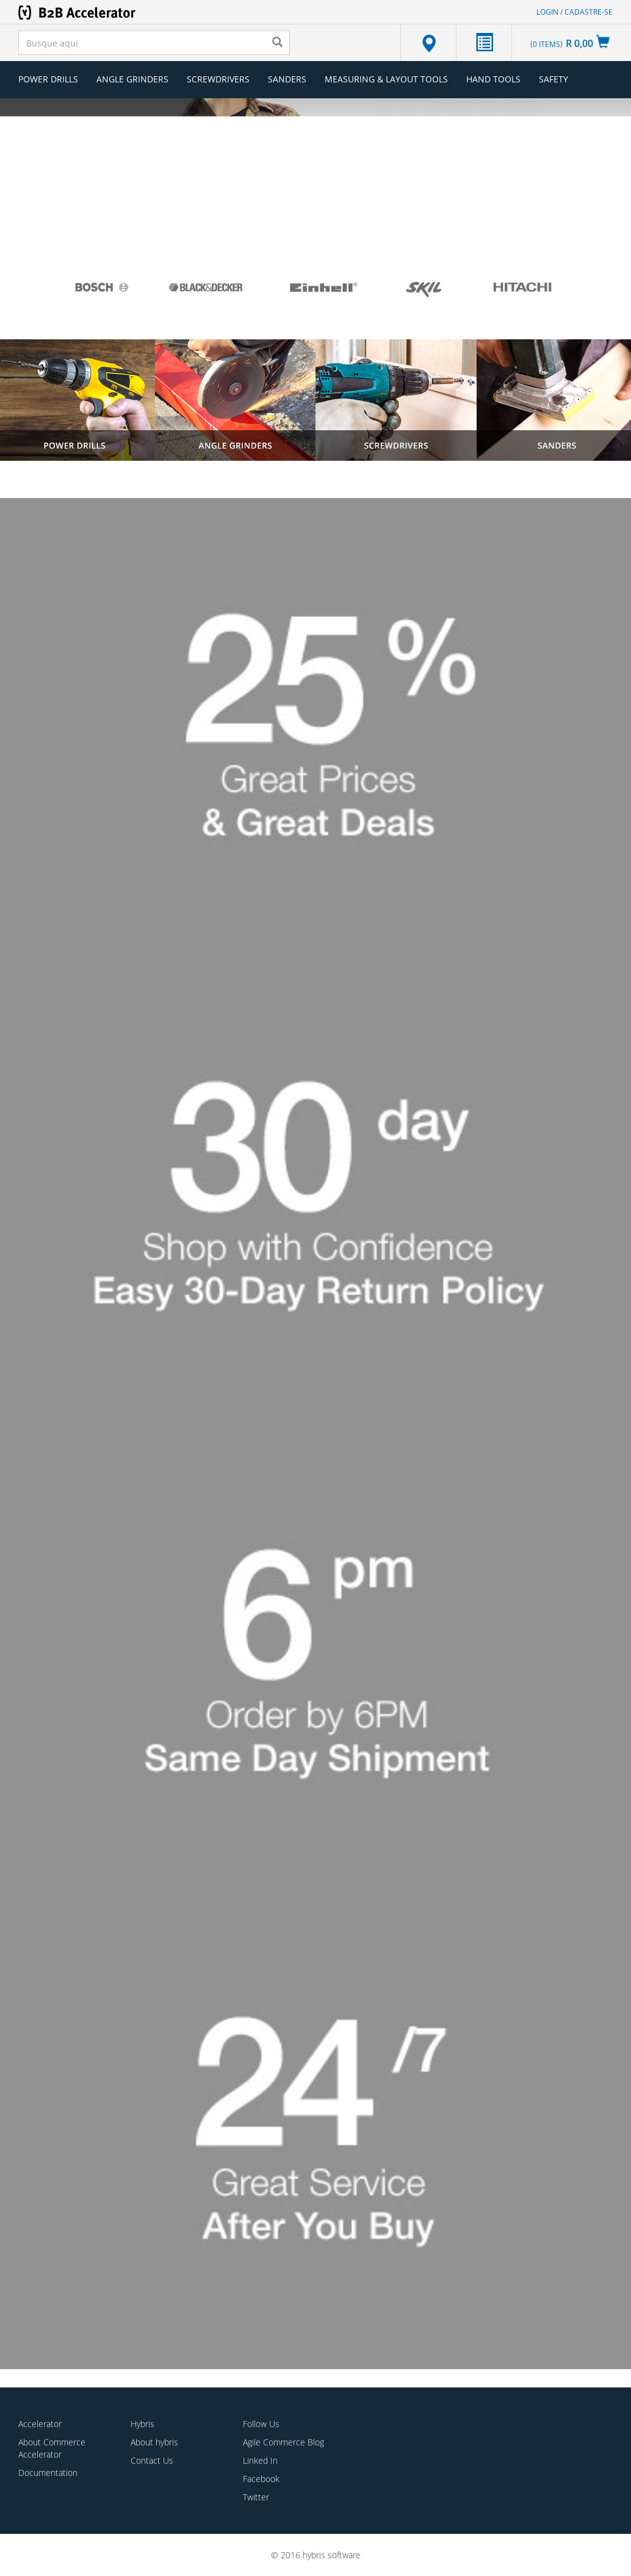 B2B Accelerator
LOGIN / CADASTRE-SE
Busque aqui
(0 ITEMS) R 0,00
POWER DRILLS ANGLE GRINDERS SCREWDRIVERS SANDERS MEASURING & LAYOUT TOOLS HAND TOOLS SAFETY
BOSCH BLACK&DECKER Einhell® SKIL HITACHI
POWER DRILLS ANGLE GRINDERS SCREWDRIVERS SANDERS
25 %
Great Prices
& Great Deals
30 day
Shop with Confidence
Easy 30-Day Return Policy
6 pm
Order by 6PM
Same Day Shipment
24 /7
Great Service
After You Buy
Accelerator
About Commerce
Accelerator
Documentation
Hybris
About hybris
Contact Us
Follow Us
Agile Commerce Blog
Linked In
Facebook
Twitter
© 2016 hybris software